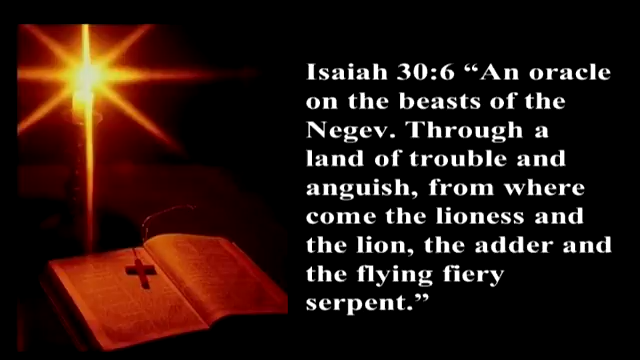 Isaiah 30:6 “An oracle
on the beasts of the
Negev. Through a
land of trouble and
anguish, from where
come the lioness and
the lion, the adder and
the flying fiery
serpent.”